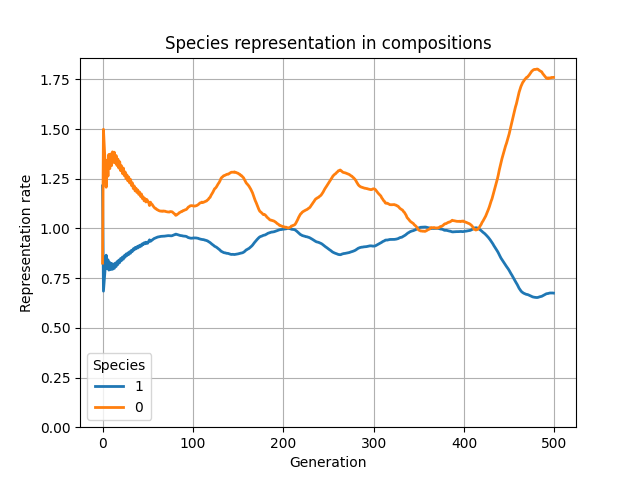 Species representation in compositions
Representation rate
1.75
1.50
1.25
1.00
0.75
0.50
0.25
0.00
Species
1
0
0 100 200 300 400 500
Generation